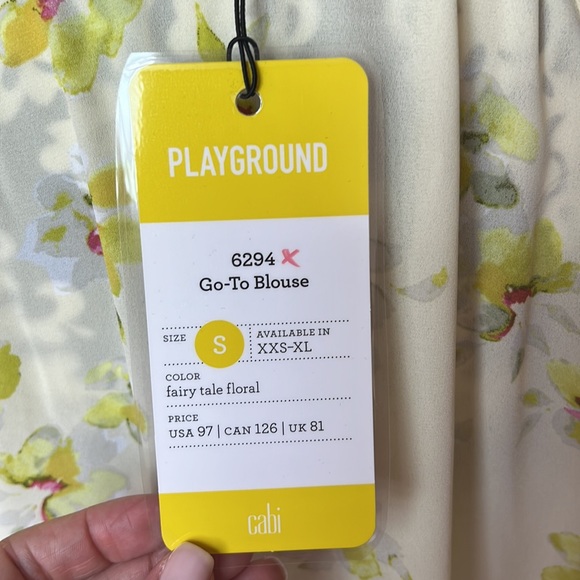 PLAYGROUND
6294 x
Go-To Blouse
SIZE S AVAILABLE IN
XXS-XL
COLOR
fairy tale floral
PRICE
USA 97 | CAN 126 | UK 81
cabi